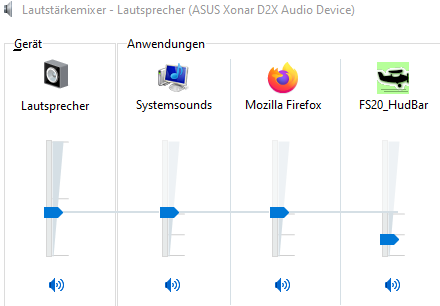 Lautstärkemixer - Lautsprecher (ASUS Xonar D2X Audio Device)
Gerät
Anwendungen
Lautsprecher
Systemsounds
Mozilla Firefox
FS20_HudBar